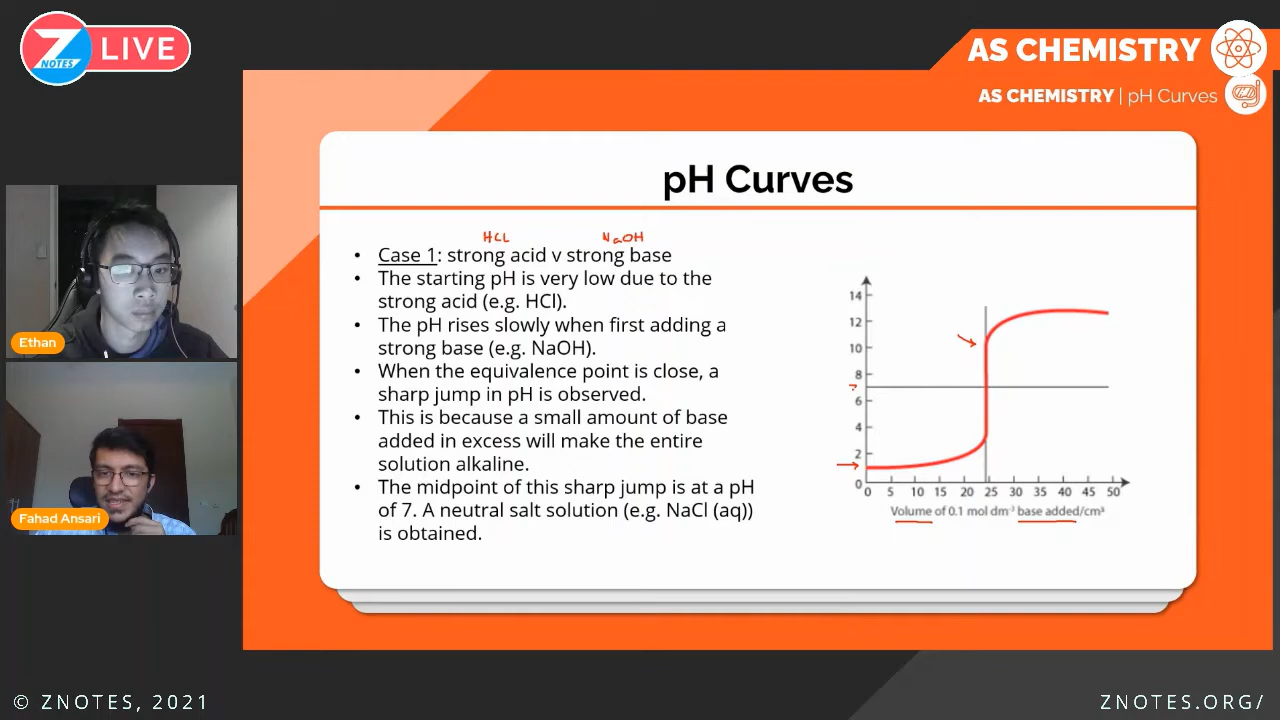 Z NOTES LIVE
AS CHEMISTRY
AS CHEMISTRY | pH Curves
pH Curves
HCl NaOH
• Case 1: strong acid v strong base
• The starting pH is very low due to the
strong acid (e.g. HCl).
• The pH rises slowly when first adding a
strong base (e.g. NaOH).
• When the equivalence point is close, a
sharp jump in pH is observed.
• This is because a small amount of base
added in excess will make the entire
solution alkaline.
• The midpoint of this sharp jump is at a pH
of 7. A neutral salt solution (e.g. NaCl (aq))
is obtained.
14
12
10
8
7
6
4
2
0
0 5 10 15 20 25 30 35 40 45 50
Volume of 0.1 mol dm⁻³ base added/cm³
Ethan
Fahad Ansari
© ZNOTES, 2021
ZNOTES.ORG/